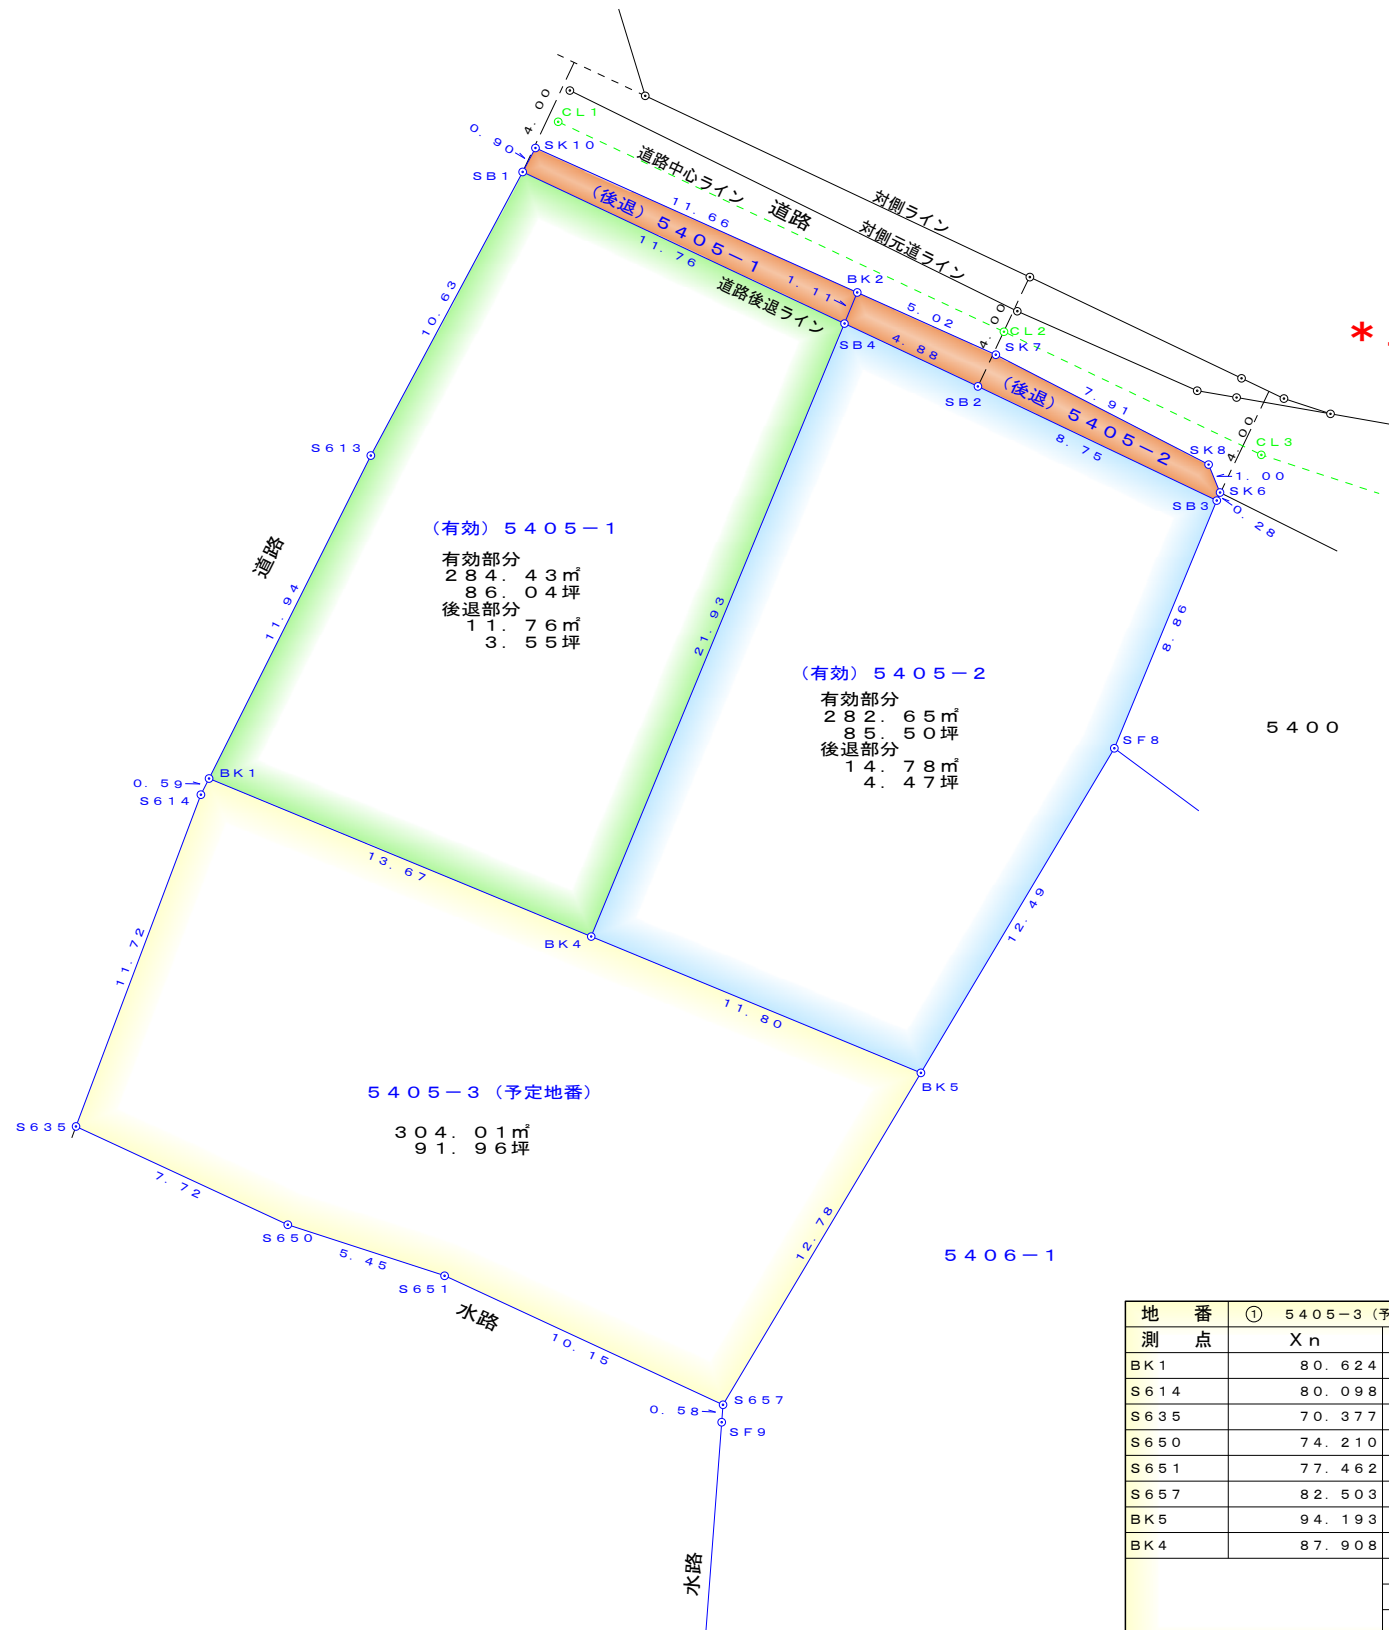 4.00
CL1
0.90
SK10
SB1
道路中心ライン
道路
対側ライン
対側元道ライン
(後退)5405-1
11.66
11.76
1.11
BK2
道路後退ライン
5.02
4.00
CL2
SB4
4.88
SK7
SB2
(後退)5405-2
7.91
8.75
4.00
CL3
SK8
1.00
SK6
SB3
0.28
*
10.63
S613
道路
11.94
(有効)5405-1
有効部分
284.43㎡
86.04坪
後退部分
11.76㎡
3.55坪
21.93
(有効)5405-2
有効部分
282.65㎡
85.50坪
後退部分
14.78㎡
4.47坪
8.86
5400
SF8
BK1
0.59
S614
13.67
12.49
BK4
11.72
11.80
BK5
5405-3(予定地番)
304.01㎡
91.96坪
S635
7.72
S650
5.45
S651
水路
10.15
12.78
5406-1
S657
0.58
SF9
水路
地 番 ① 5405-3(予
測 点 Xn
BK1 80.624
S614 80.098
S635 70.377
S650 74.210
S651 77.462
S657 82.503
BK5 94.193
BK4 87.908